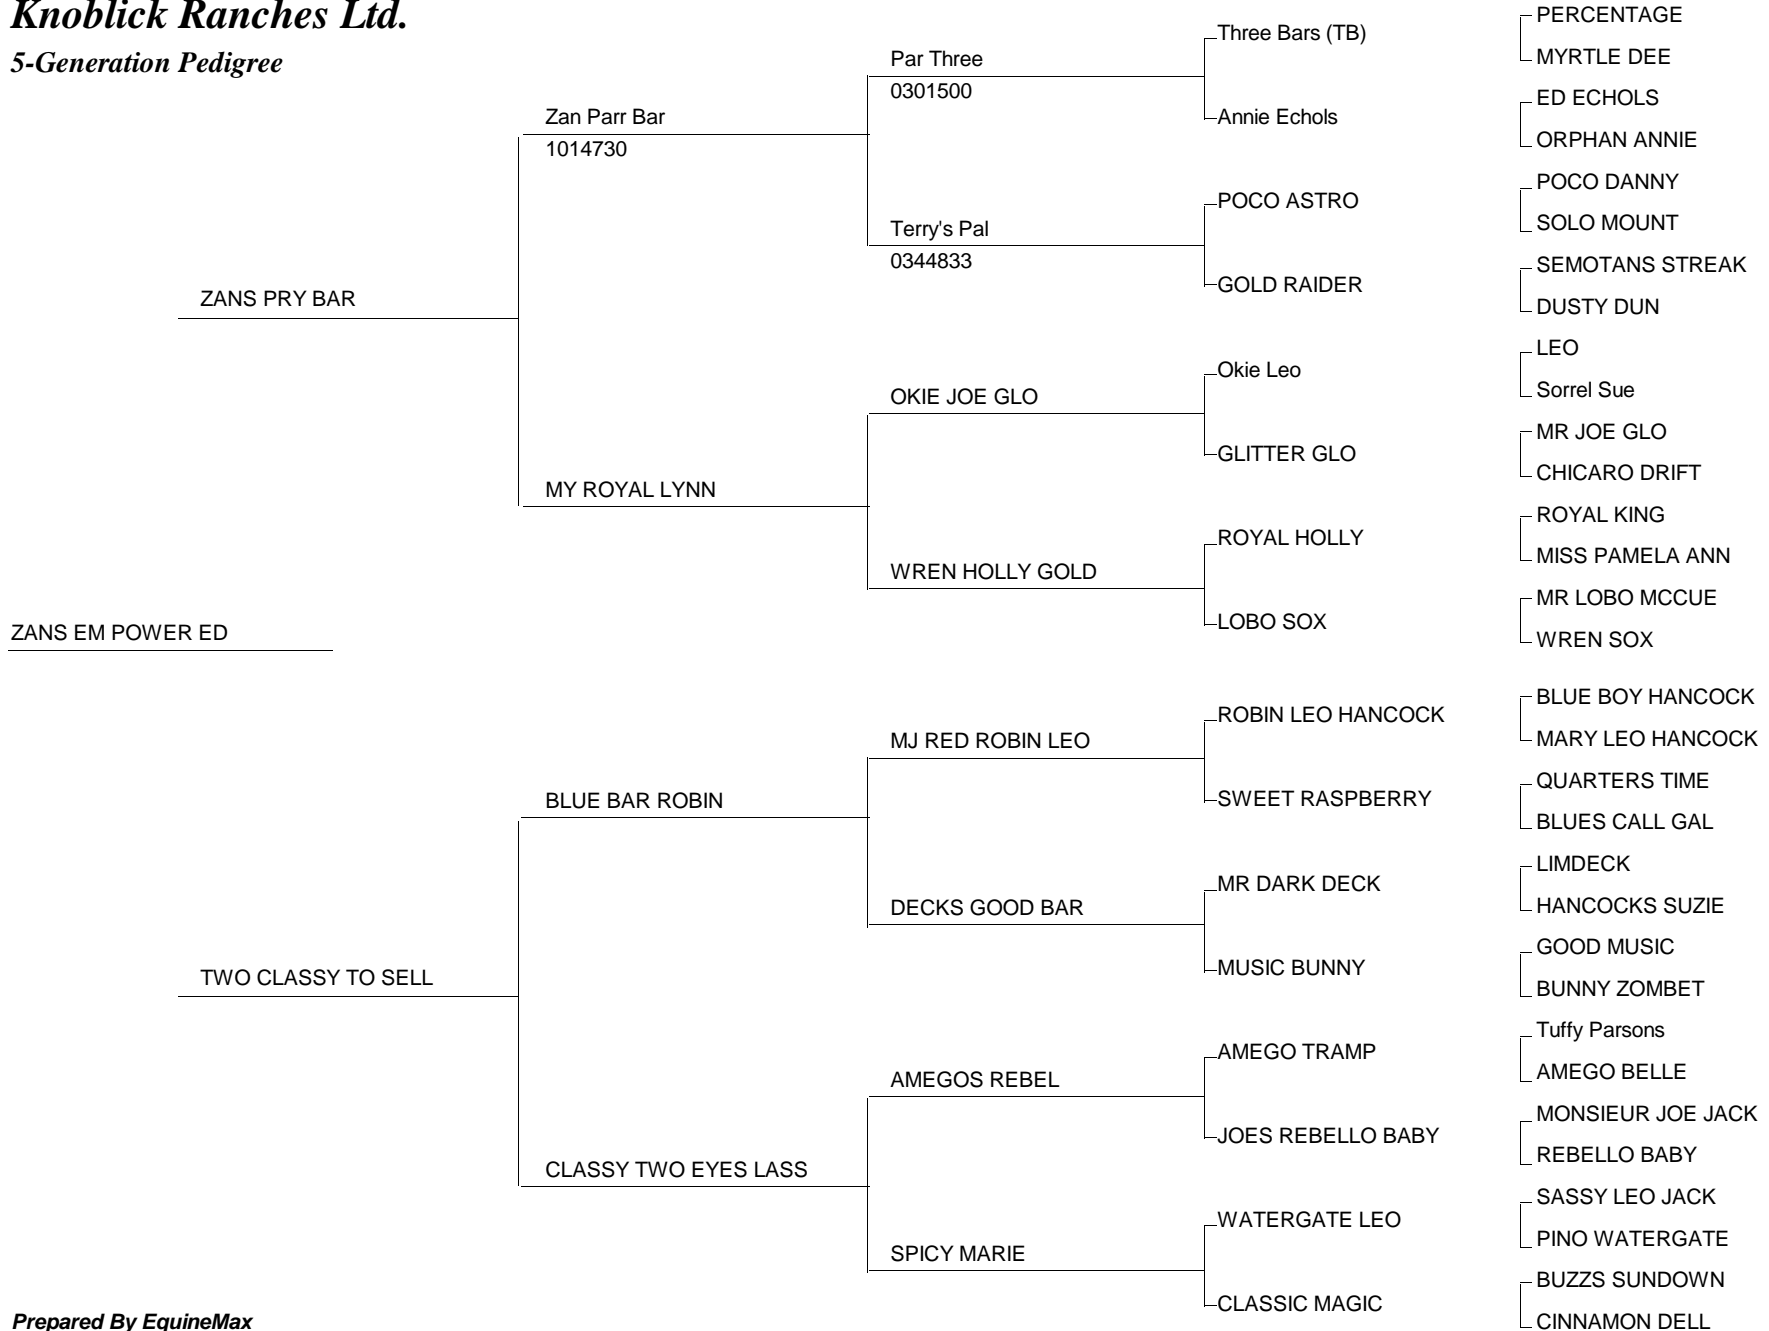 Knoblick Ranches Ltd.
5-Generation Pedigree
ZANS EM POWER ED
ZANS PRY BAR
TWO CLASSY TO SELL
Zan Parr Bar
1014730
MY ROYAL LYNN
BLUE BAR ROBIN
CLASSY TWO EYES LASS
Par Three
0301500
Terry's Pal
0344833
OKIE JOE GLO
WREN HOLLY GOLD
MJ RED ROBIN LEO
DECKS GOOD BAR
AMEGOS REBEL
SPICY MARIE
Three Bars (TB)
Annie Echols
POCO ASTRO
GOLD RAIDER
Okie Leo
GLITTER GLO
ROYAL HOLLY
LOBO SOX
ROBIN LEO HANCOCK
SWEET RASPBERRY
MR DARK DECK
MUSIC BUNNY
AMEGO TRAMP
JOES REBELLO BABY
WATERGATE LEO
CLASSIC MAGIC
PERCENTAGE
MYRTLE DEE
ED ECHOLS
ORPHAN ANNIE
POCO DANNY
SOLO MOUNT
SEMOTANS STREAK
DUSTY DUN
LEO
Sorrel Sue
MR JOE GLO
CHICARO DRIFT
ROYAL KING
MISS PAMELA ANN
MR LOBO MCCUE
WREN SOX
BLUE BOY HANCOCK
MARY LEO HANCOCK
QUARTERS TIME
BLUES CALL GAL
LIMDECK
HANCOCKS SUZIE
GOOD MUSIC
BUNNY ZOMBET
Tuffy Parsons
AMEGO BELLE
MONSIEUR JOE JACK
REBELLO BABY
SASSY LEO JACK
PINO WATERGATE
BUZZS SUNDOWN
CINNAMON DELL
Prepared By EquineMax